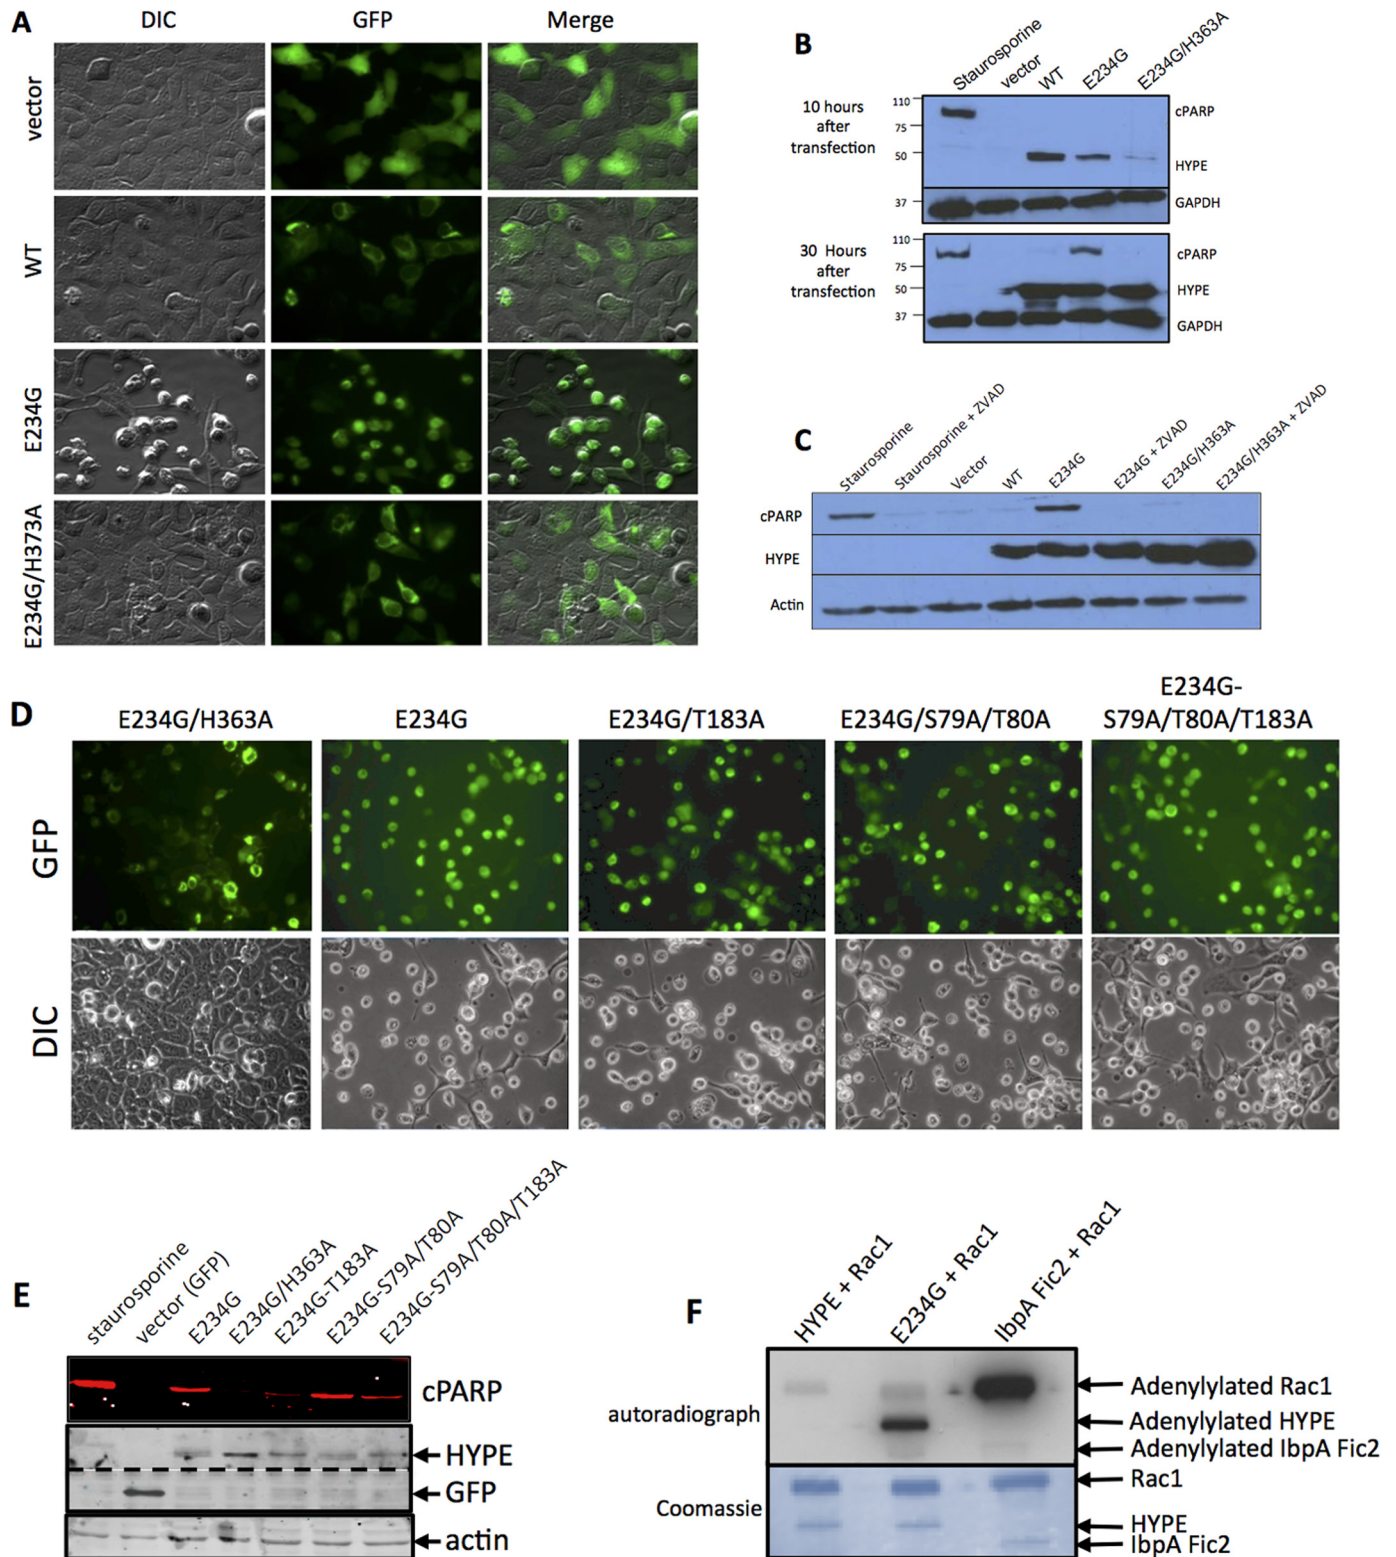 A
DIC GFP Merge
vector
WT
E234G
E234G/H373A
B
Staurosporine
vector
WT
E234G
E234G/H363A
10 hours
after
transfection
110
75
50
37
cPARP
HYPE
GAPDH
30 Hours
after
transfection
110
75
50
37
cPARP
HYPE
GAPDH
C
Staurosporine
Staurosporine + ZVAD
Vector
WT
E234G
E234G + ZVAD
E234G/H363A
E234G/H363A + ZVAD
cPARP
HYPE
Actin
D
E234G/H363A
E234G
E234G/T183A
E234G/S79A/T80A
E234G-
S79A/T80A/T183A
GFP
DIC
E
staurosporine
vector (GFP)
E234G
E234G/H363A
E234G-T183A
E234G-S79A/T80A
E234G-S79A/T80A/T183A
cPARP
HYPE
GFP
actin
F
HYPE + Rac1
E234G + Rac1
IbpA Fic2 + Rac1
autoradiograph
Adenylylated Rac1
Adenylylated HYPE
Adenylylated IbpA Fic2
Coomassie
Rac1
HYPE
IbpA Fic2